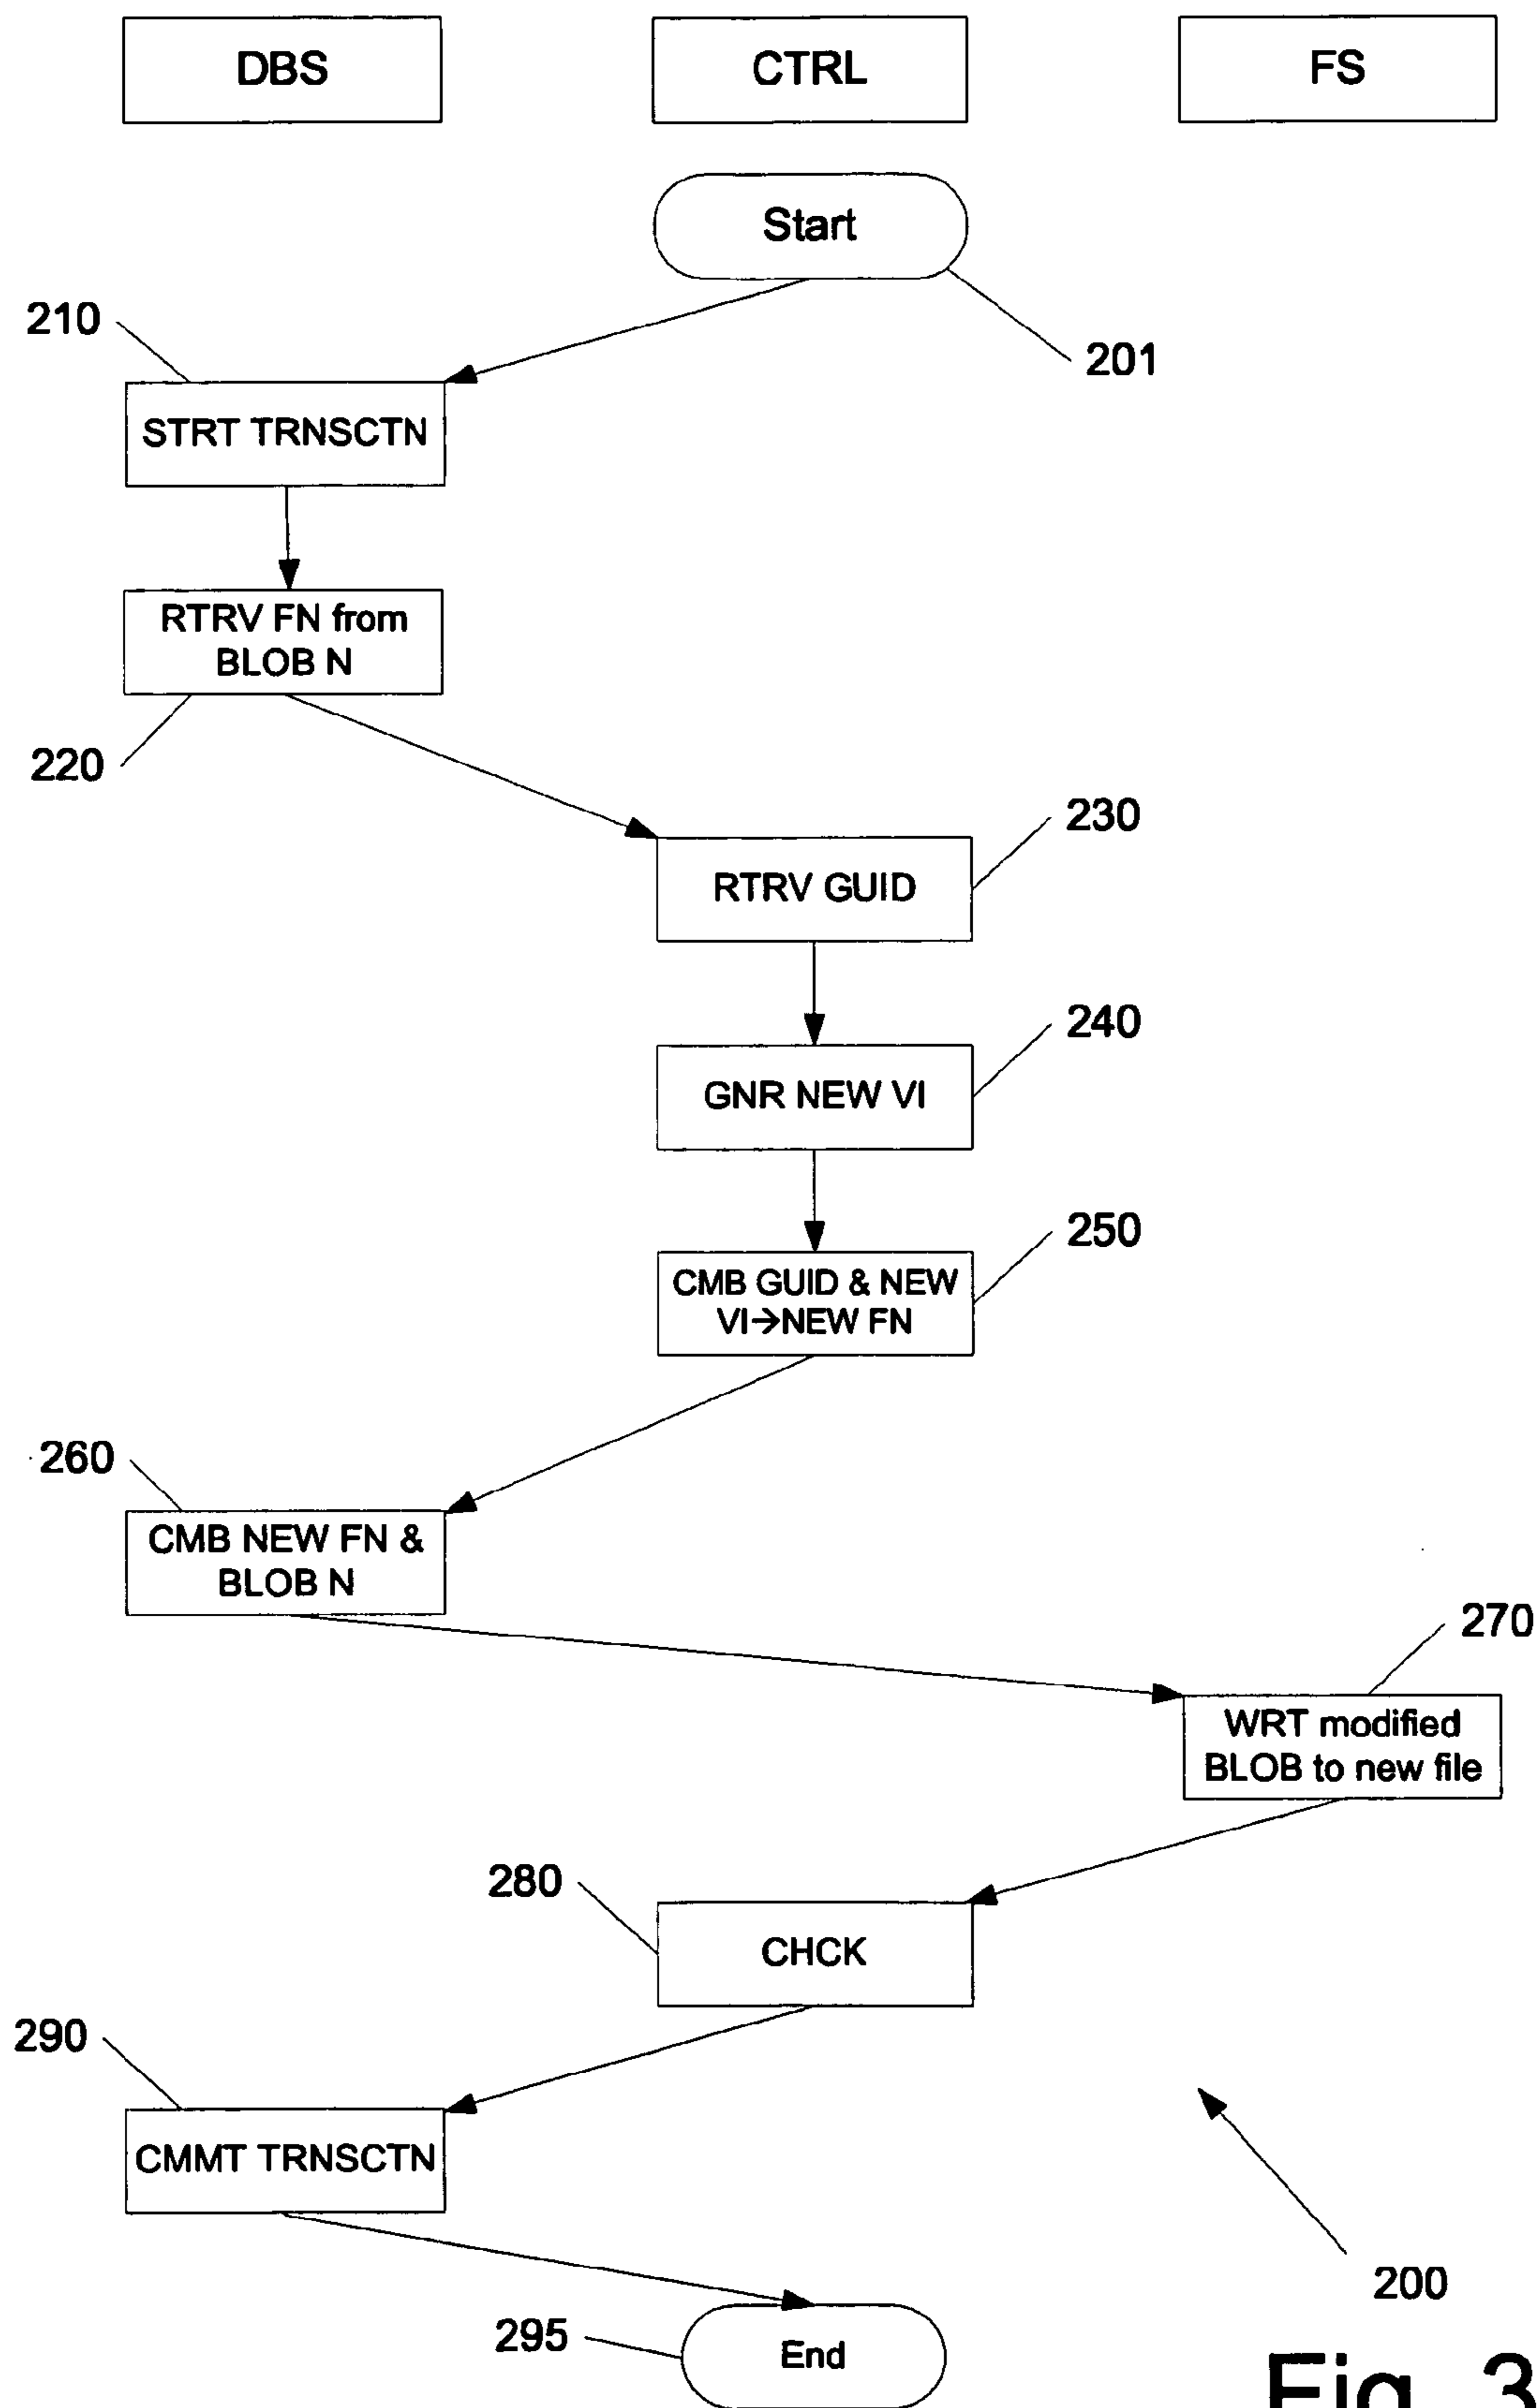 DBS
CTRL
FS
Start
201
210
STRT TRNSCTN
RTRV FN from
BLOB N
220
230
RTRV GUID
240
GNR NEW VI
250
CMB GUID & NEW
VI→NEW FN
260
CMB NEW FN &
BLOB N
270
WRT modified
BLOB to new file
280
CHCK
290
CMMT TRNSCTN
200
295
End
Fig. 3